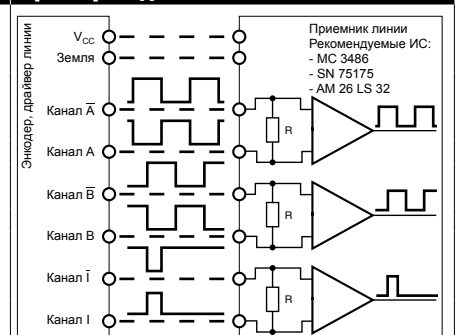 Энкодер, драйвер линии
V_CC
Земля
Канал A̅
Канал A
Канал B̅
Канал B
Канал I̅
Канал I
Приемник линии
Рекомендуемые ИС:
- MC 3486
- SN 75175
- AM 26 LS 32
R
R
R